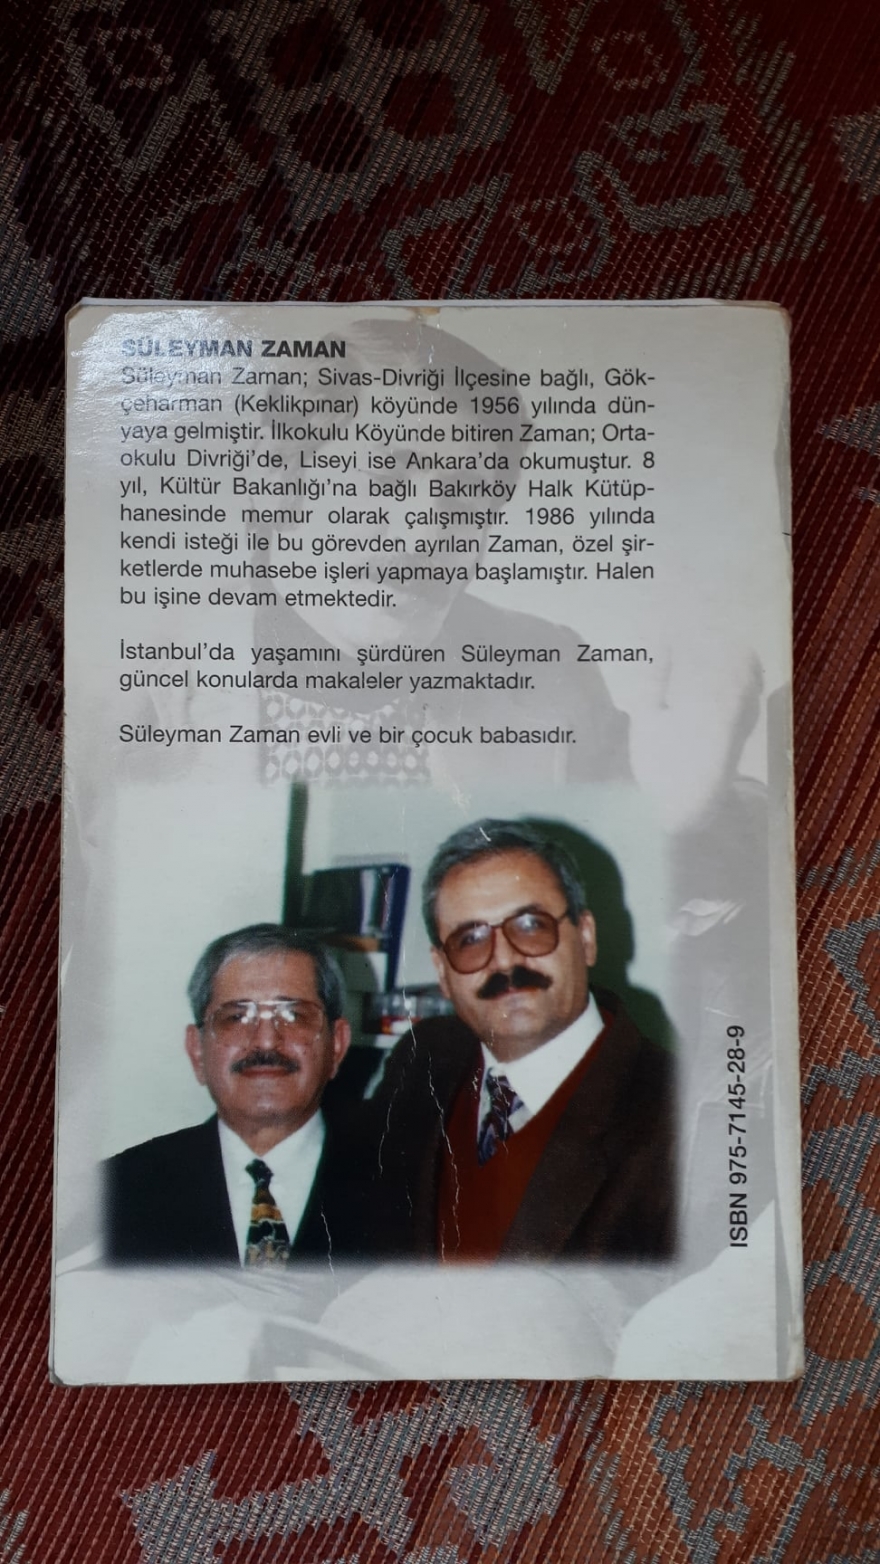 SÜLEYMAN ZAMAN
Süleyman Zaman; Sivas-Divriği İlçesine bağlı, Gök-
çeharman (Keklikpınar) köyünde 1956 yılında dün-
yaya gelmiştir. İlkokulu Köyünde bitiren Zaman; Orta-
okulu Divriği'de, Liseyi ise Ankara'da okumuştur. 8
yıl, Kültür Bakanlığı'na bağlı Bakırköy Halk Kütüp-
hanesinde memur olarak çalışmıştır. 1986 yılında
kendi isteği ile bu görevden ayrılan Zaman, özel şir-
ketlerde muhasebe işleri yapmaya başlamıştır. Halen
bu işine devam etmektedir.
İstanbul'da yaşamını sürdüren Süleyman Zaman,
güncel konularda makaleler yazmaktadır.
Süleyman Zaman evli ve bir çocuk babasıdır.
ISBN 975-7145-28-9